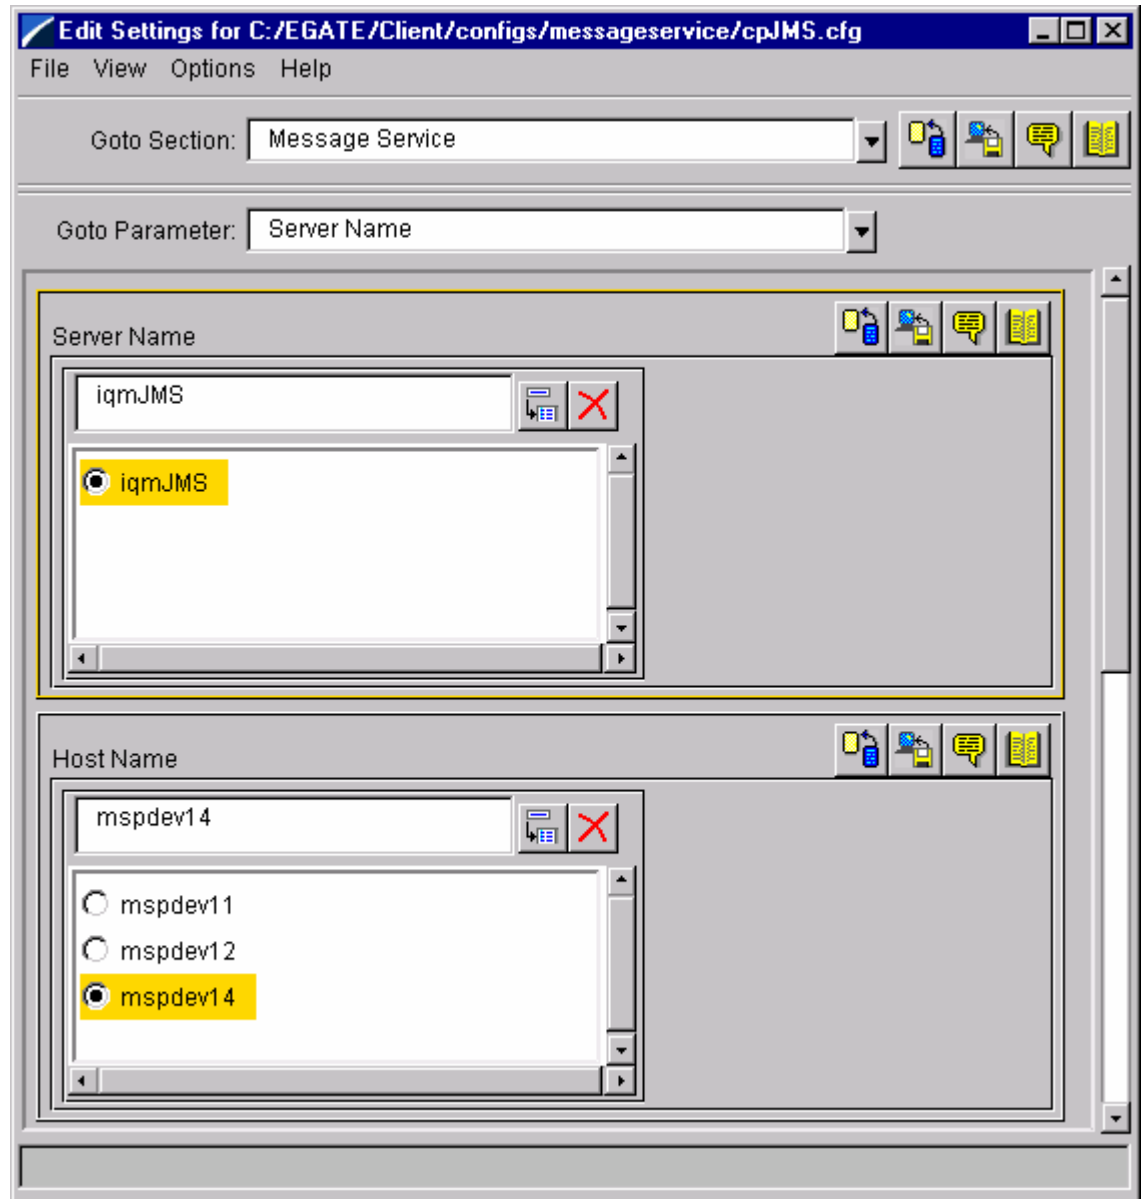 Edit Settings for C:/EGATE/Client/configs/messageservice/cpJMS.cfg
File View Options Help
Goto Section: Message Service
Goto Parameter: Server Name
Server Name
iqmJMS
iqmJMS
Host Name
mspdev14
mspdev11
mspdev12
mspdev14